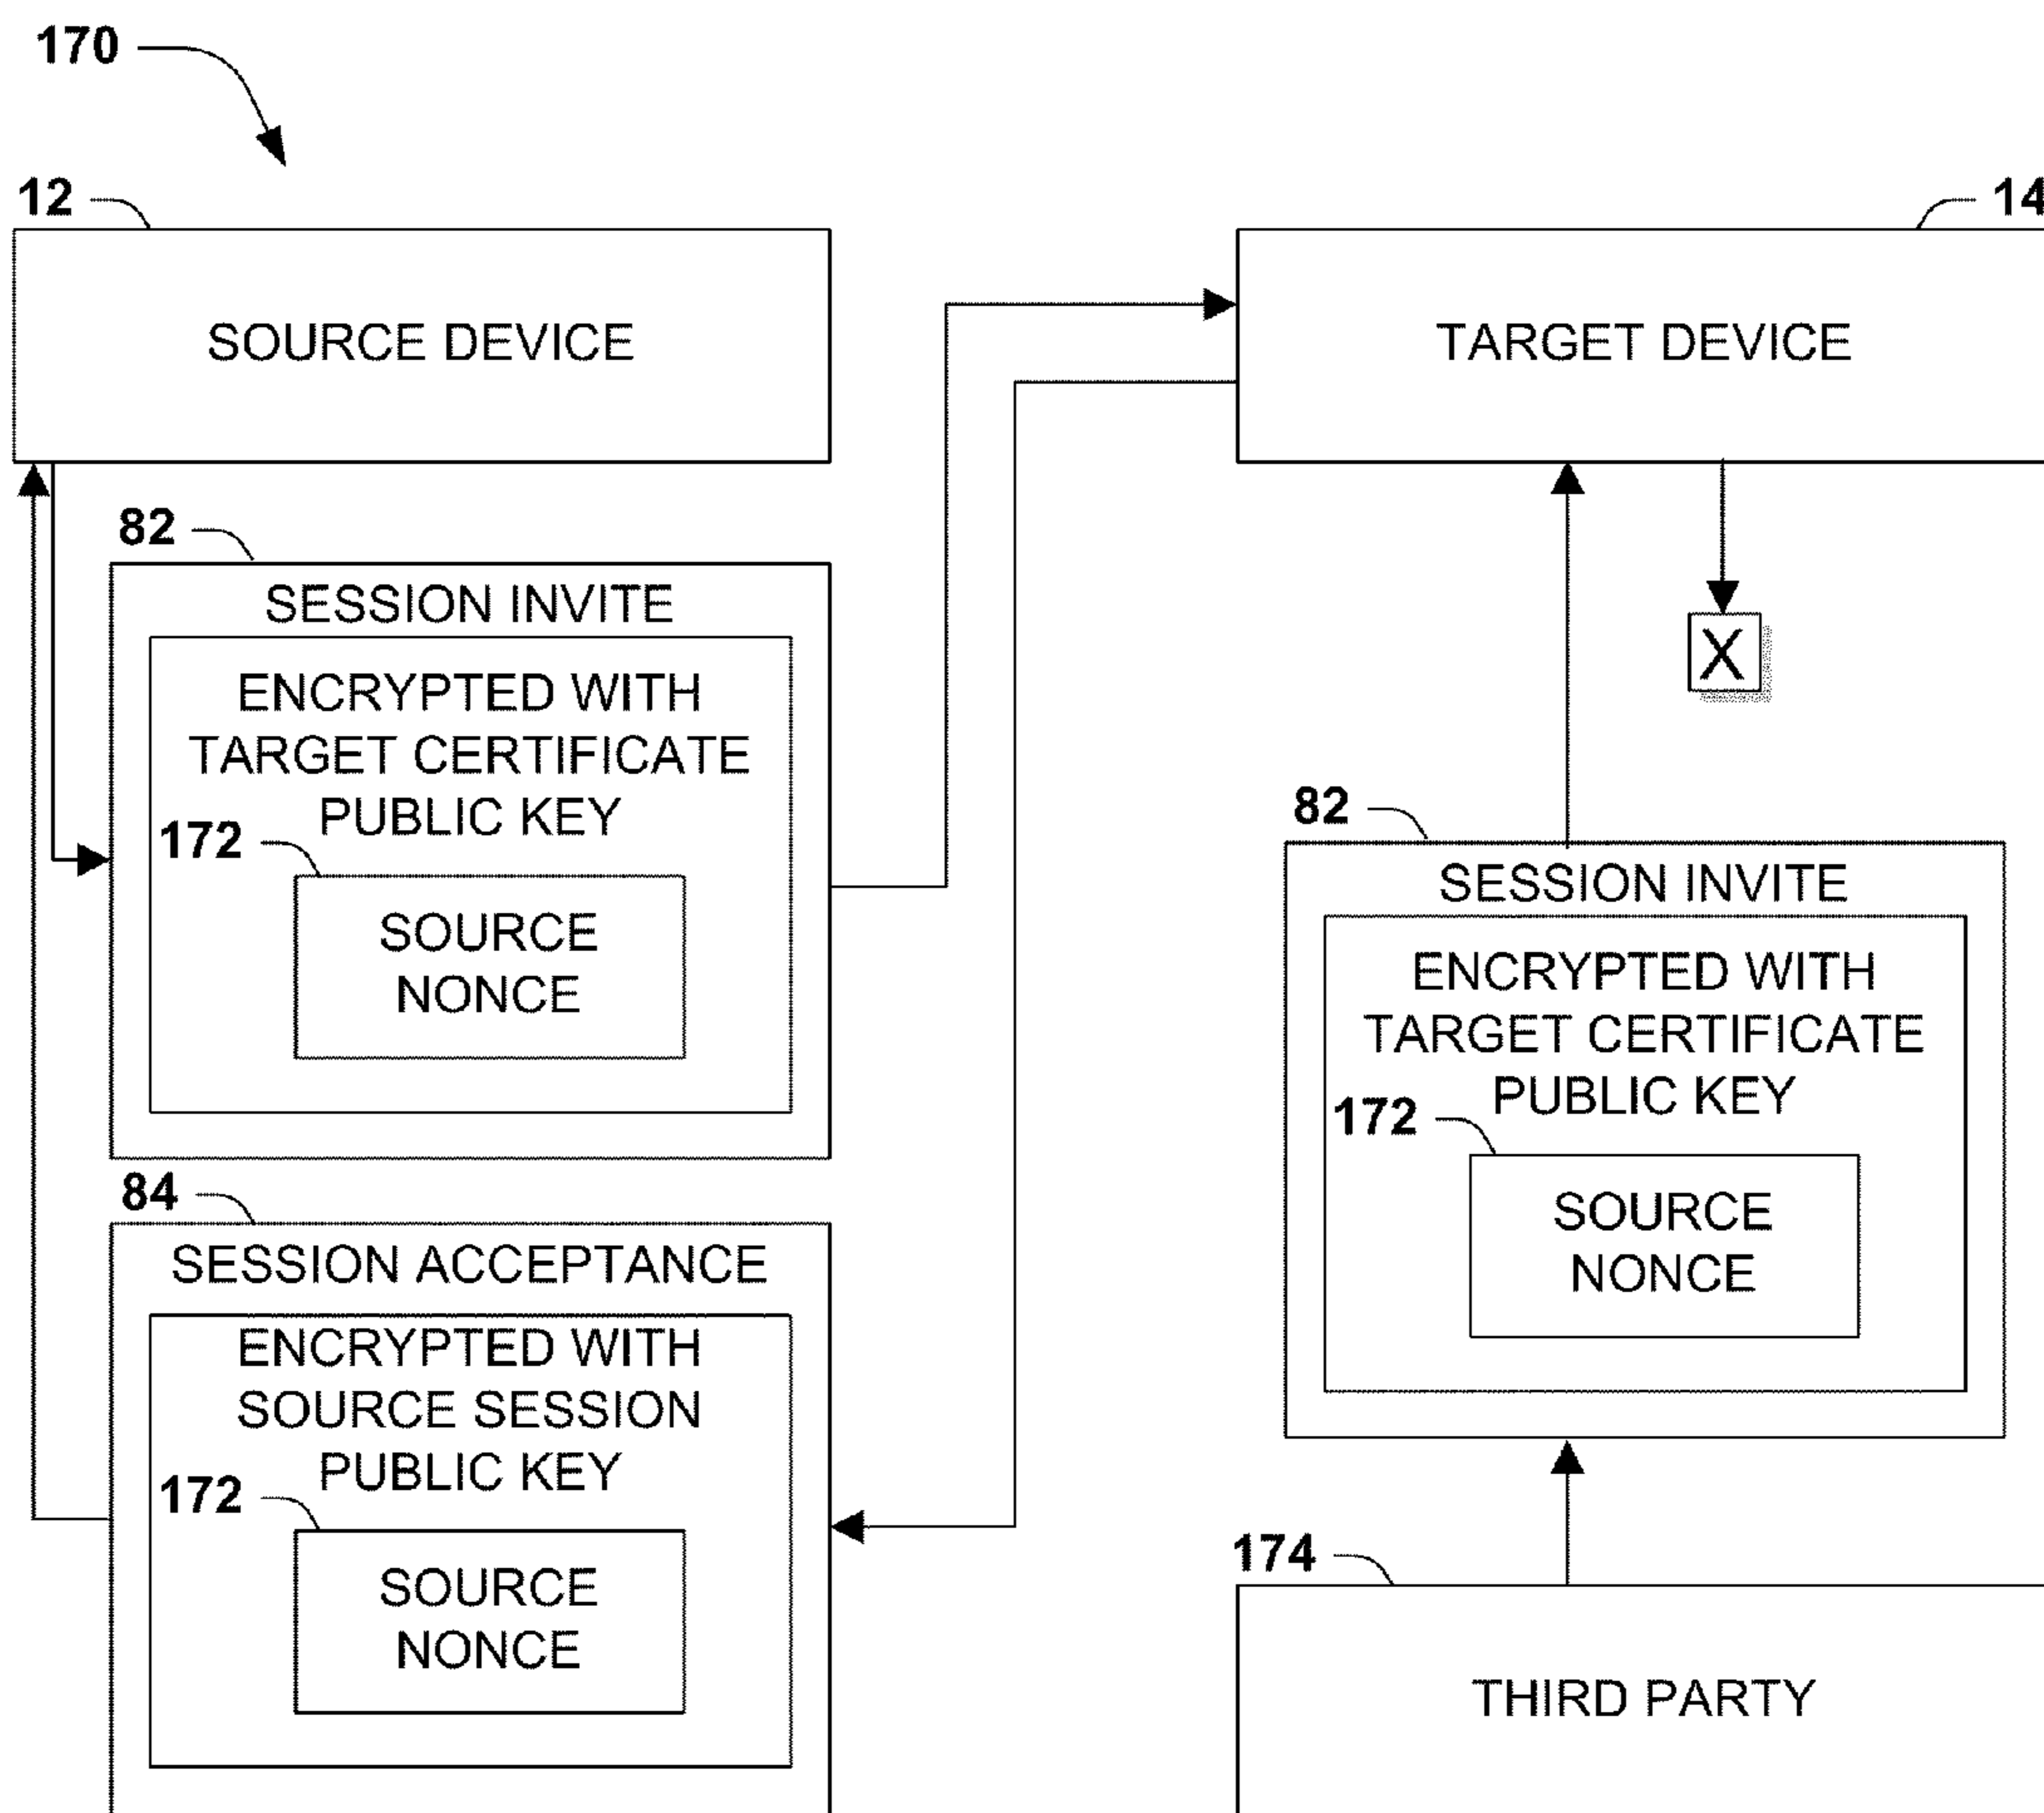 170
12
SOURCE DEVICE
14
TARGET DEVICE
82
SESSION INVITE
ENCRYPTED WITH
TARGET CERTIFICATE
PUBLIC KEY
172
SOURCE
NONCE
84
SESSION ACCEPTANCE
ENCRYPTED WITH
SOURCE SESSION
PUBLIC KEY
172
SOURCE
NONCE
X
82
SESSION INVITE
ENCRYPTED WITH
TARGET CERTIFICATE
PUBLIC KEY
172
SOURCE
NONCE
174
THIRD PARTY